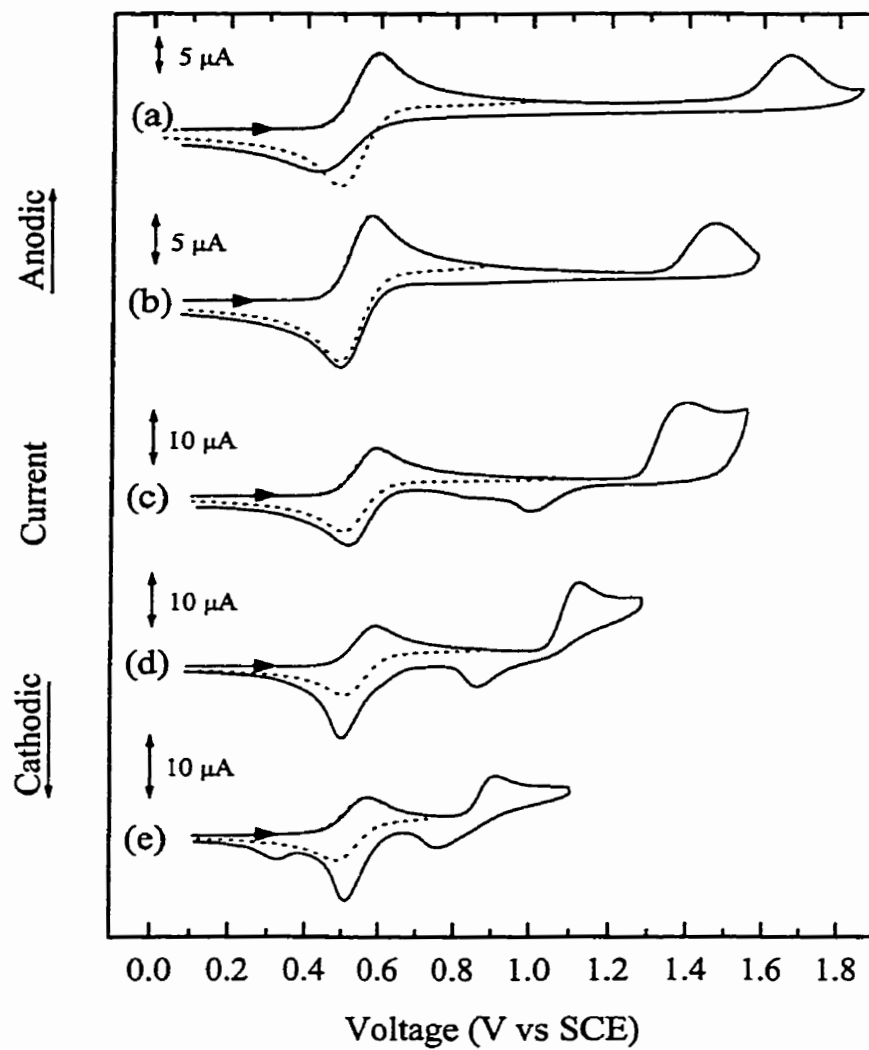 5 μA
(a)
5 μA
(b)
10 μA
(c)
10 μA
(d)
10 μA
(e)
Anodic
Current
Cathodic
0.0 0.2 0.4 0.6 0.8 1.0 1.2 1.4 1.6 1.8
Voltage (V vs SCE)